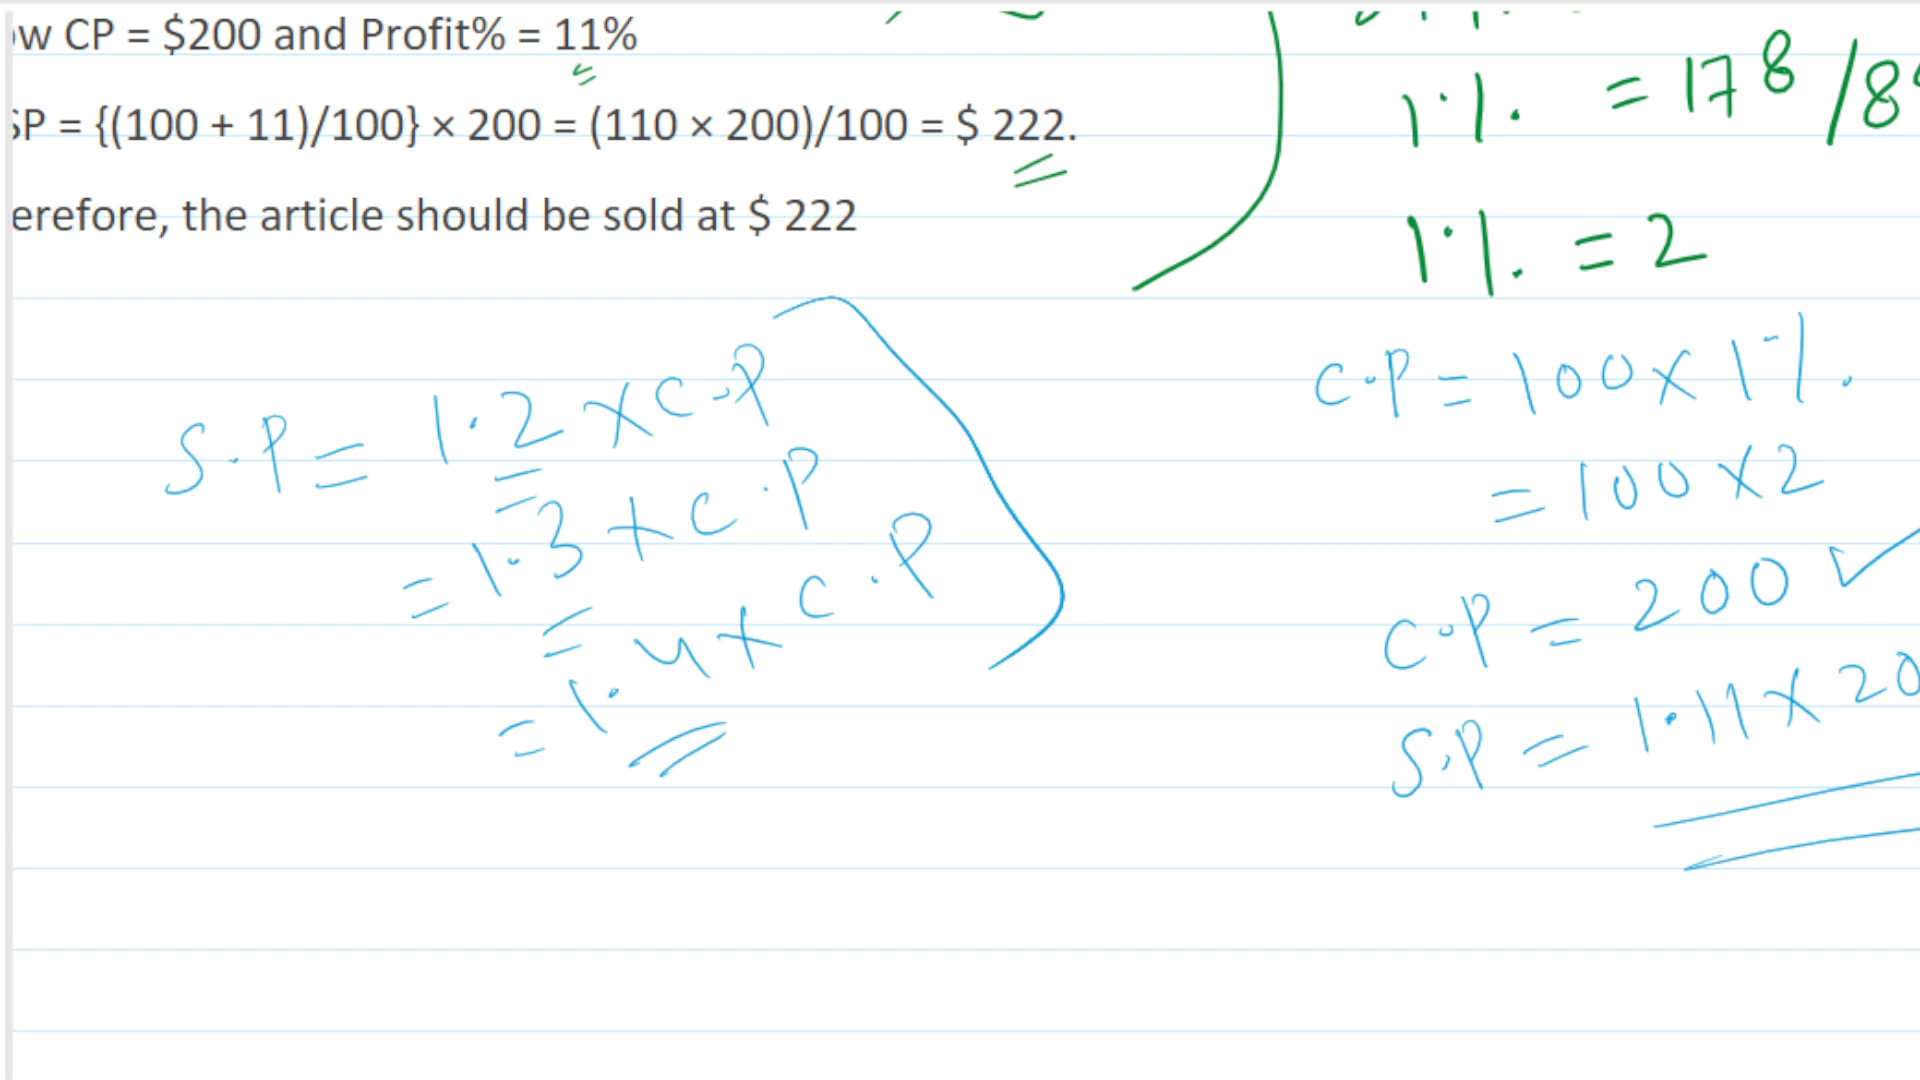 w CP = $200 and Profit% = 11%
SP = {(100 + 11)/100} × 200 = (110 × 200)/100 = $ 222.
erefore, the article should be sold at $ 222
S.P = 1.2 × C.P
= 1.3 × C.P
= 1.4 × C.P
1% = 178/89
1% = 2
C.P = 100 × 1%
= 100 × 2
C.P = 200 ✓
S.P = 1.11 × 20